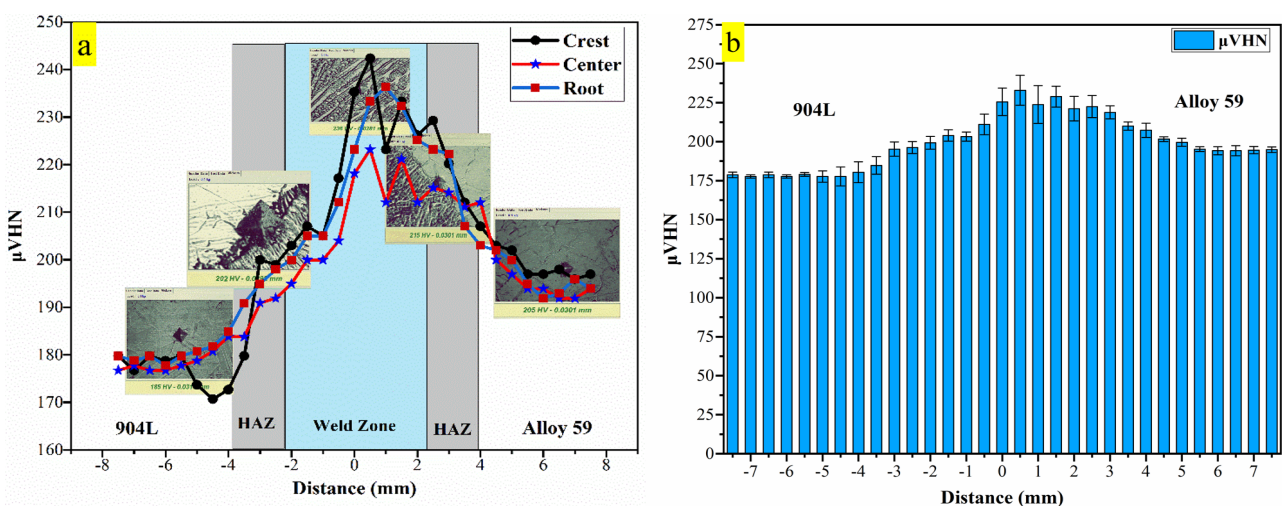 a
250
240
230
220
210
200
190
180
170
160
μVHN
Crest
Center
Root
236 HV - 0.0301 mm
202 HV - 
215 HV - 0.0301 mm
205 HV - 0.0301 mm
904L
HAZ
Weld Zone
HAZ
Alloy 59
-8 -6 -4 -2 0 2 4 6 8
Distance (mm)
b
275
250
225
200
175
150
125
100
75
50
25
0
μVHN
μVHN
904L
Alloy 59
-7 -6 -5 -4 -3 -2 -1 0 1 2 3 4 5 6 7
Distance (mm)